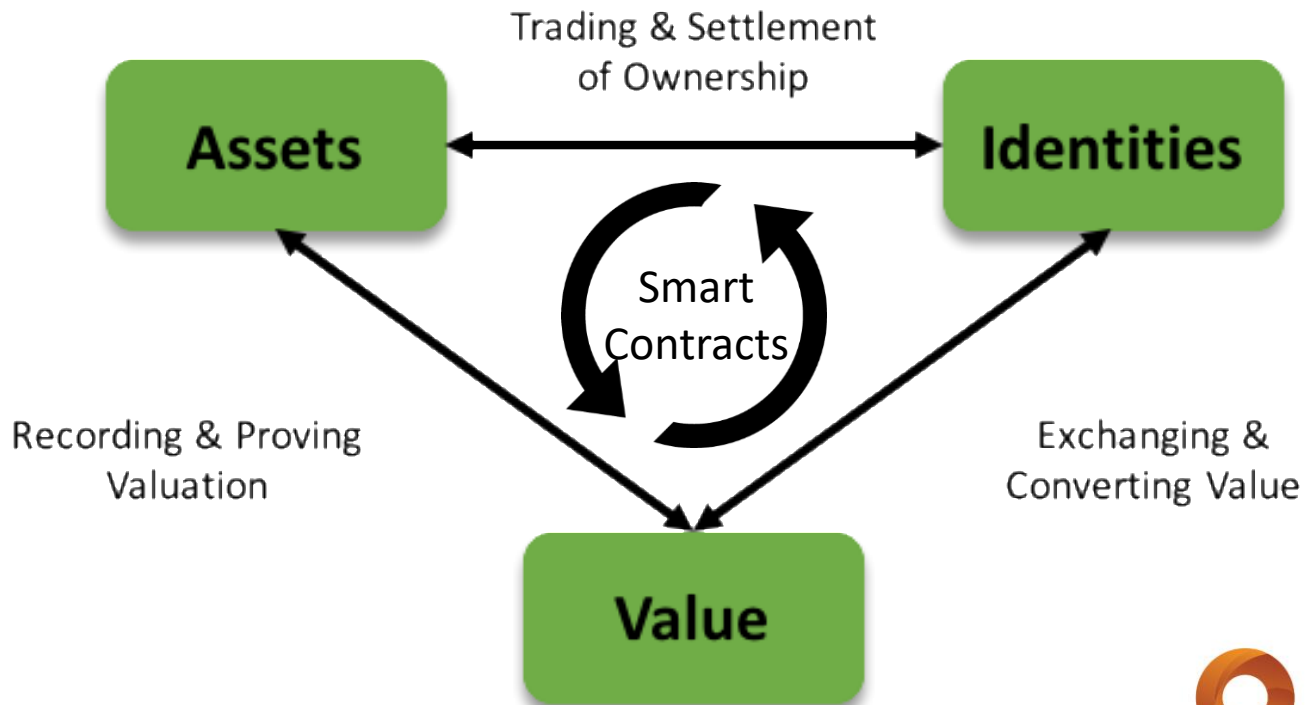 Trading & Settlement
of Ownership
Assets
Identities
Smart
Contracts
Recording & Proving
Valuation
Exchanging &
Converting Value
Value